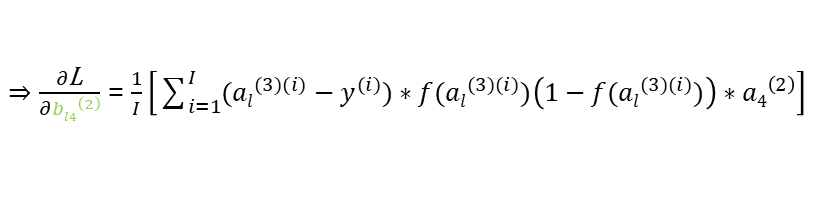 ⇒ ∂L/∂b_{l4}^{(2)} = 1/I [ ∑_{i=1}^{I} (a_l^{(3)(i)} − y^{(i)}) * f(a_l^{(3)(i)})(1 − f(a_l^{(3)(i)})) * a_4^{(2)} ]